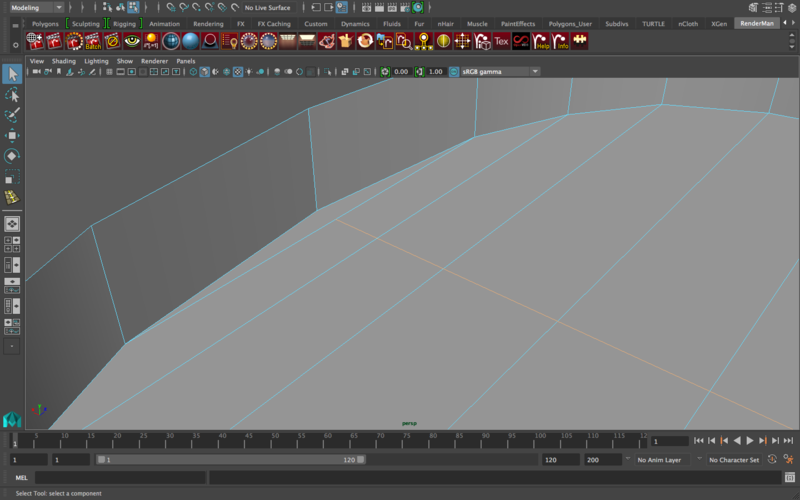 Modeling No Live Surface
Polygons Sculpting Rigging Animation Rendering FX FX Caching Custom Dynamics Fluids Fur nHair Muscle PaintEffects Polygons_User Subdivs TURTLE nCloth XGen RenderMan
Batch Tex Help Info
View Shading Lighting Show Renderer Panels
0.00 1.00 sRGB gamma
persp
1 5 10 15 20 25 30 35 40 45 50 55 60 65 70 75 80 85 90 95 100 105 110 115 12 1
1 1 1 120 120 200 No Anim Layer No Character Set
MEL
Select Tool: select a component